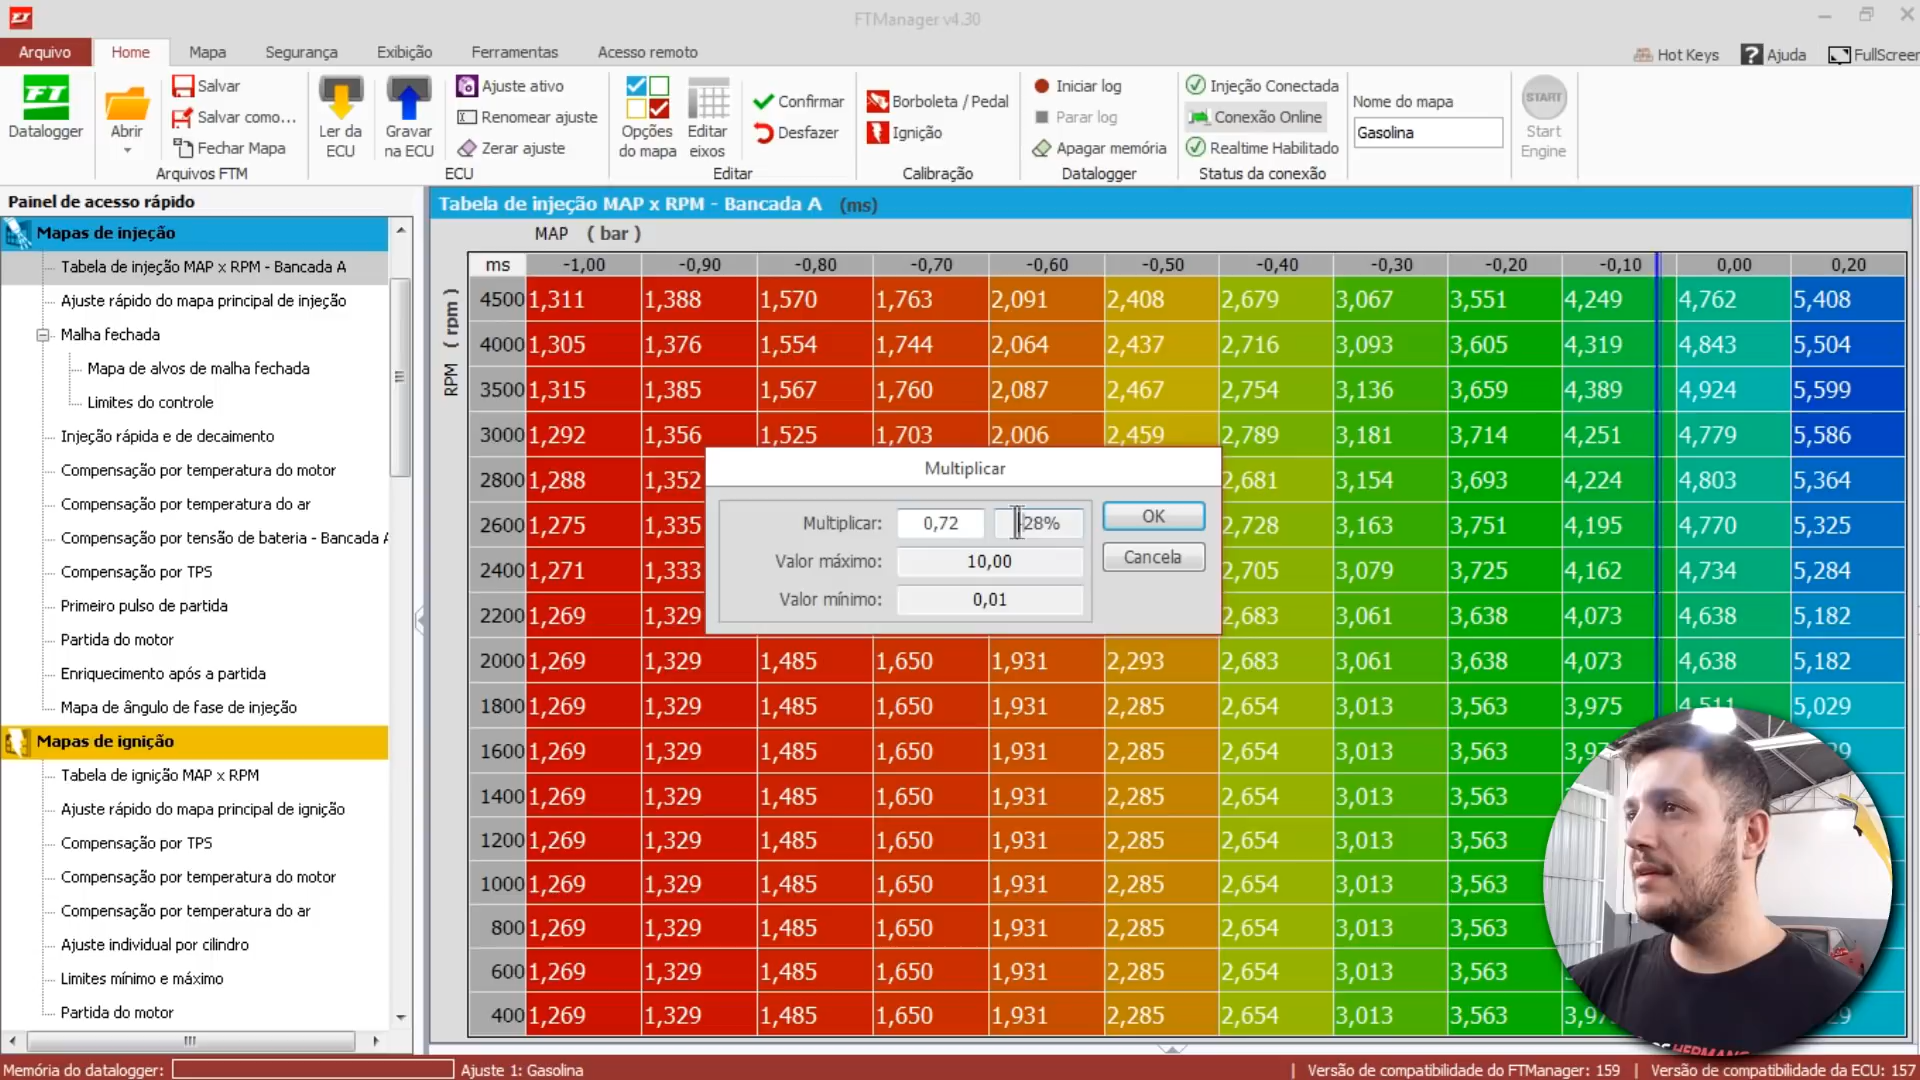 FTManager v4.30
Arquivo Home Mapa Segurança Exibição Ferramentas Acesso remoto
Hot Keys ? Ajuda FullScreen
FT
Datalogger
Abrir
Salvar
Salvar como...
Fechar Mapa
Arquivos FTM
Ler da ECU
Gravar na ECU
Ajuste ativo
Renomear ajuste
Zerar ajuste
ECU
Opções do mapa
Editar eixos
Confirmar
Desfazer
Editar
Borboleta / Pedal
Ignição
Calibração
Iniciar log
Parar log
Apagar memória
Datalogger
Injeção Conectada
Conexão Online
Realtime Habilitado
Status da conexão
Nome do mapa
Gasolina
START
Start Engine
Painel de acesso rápido
Mapas de injeção
Tabela de injeção MAP x RPM - Bancada A
Ajuste rápido do mapa principal de injeção
Malha fechada
Mapa de alvos de malha fechada
Limites do controle
Injeção rápida e de decaimento
Compensação por temperatura do motor
Compensação por temperatura do ar
Compensação por tensão de bateria - Bancada A
Compensação por TPS
Primeiro pulso de partida
Partida do motor
Enriquecimento após a partida
Mapa de ângulo de fase de injeção
Mapas de ignição
Tabela de ignição MAP x RPM
Ajuste rápido do mapa principal de ignição
Compensação por TPS
Compensação por temperatura do motor
Compensação por temperatura do ar
Ajuste individual por cilindro
Limites mínimo e máximo
Partida do motor
Tabela de injeção MAP x RPM - Bancada A (ms)
MAP ( bar )
RPM ( rpm )
ms -1,00 -0,90 -0,80 -0,70 -0,60 -0,50 -0,40 -0,30 -0,20 -0,10 0,00 0,20
4500 1,311 1,388 1,570 1,763 2,091 2,408 2,679 3,067 3,551 4,249 4,762 5,408
4000 1,305 1,376 1,554 1,744 2,064 2,437 2,716 3,093 3,605 4,319 4,843 5,504
3500 1,315 1,385 1,567 1,760 2,087 2,467 2,754 3,136 3,659 4,389 4,924 5,599
3000 1,292 1,356 1,525 1,703 2,006 2,459 2,789 3,181 3,714 4,251 4,779 5,586
2800 1,288 1,352 2,681 3,154 3,693 4,224 4,803 5,364
2600 1,275 1,335 2,728 3,163 3,751 4,195 4,770 5,325
2400 1,271 1,333 2,705 3,079 3,725 4,162 4,734 5,284
2200 1,269 1,329 2,683 3,061 3,638 4,073 4,638 5,182
2000 1,269 1,329 1,485 1,650 1,931 2,293 2,683 3,061 3,638 4,073 4,638 5,182
1800 1,269 1,329 1,485 1,650 1,931 2,285 2,654 3,013 3,563 3,975 4,511 5,029
1600 1,269 1,329 1,485 1,650 1,931 2,285 2,654 3,013 3,563
1400 1,269 1,329 1,485 1,650 1,931 2,285 2,654 3,013 3,563
1200 1,269 1,329 1,485 1,650 1,931 2,285 2,654 3,013 3,563
1000 1,269 1,329 1,485 1,650 1,931 2,285 2,654 3,013 3,563
800 1,269 1,329 1,485 1,650 1,931 2,285 2,654 3,013 3,563
600 1,269 1,329 1,485 1,650 1,931 2,285 2,654 3,013 3,563
400 1,269 1,329 1,485 1,650 1,931 2,285 2,654 3,013 3,563
Multiplicar
Multiplicar: 0,72 -28%
Valor máximo: 10,00
Valor mínimo: 0,01
OK
Cancela
Memória do datalogger:
Ajuste 1: Gasolina
| Versão de compatibilidade do FTManager: 159 | Versão de compatibilidade da ECU: 157